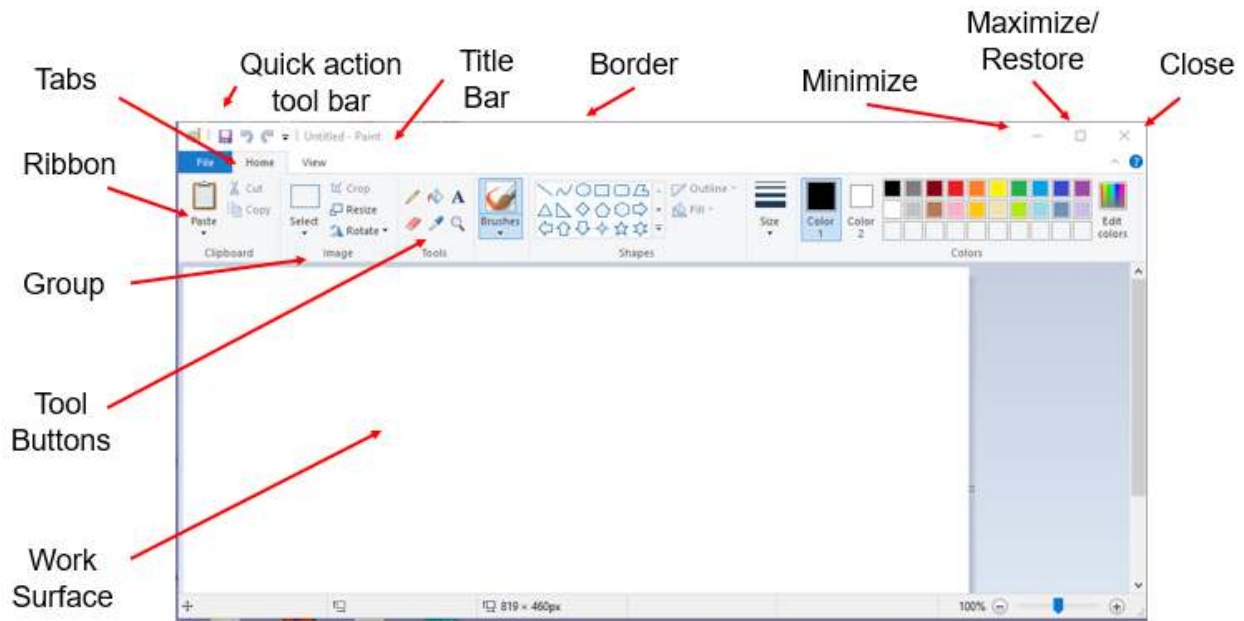 Maximize/
Restore
Quick action
tool bar
Title
Bar
Border
Minimize
Close
Tabs
Untitled - Paint
File Home View
Ribbon
Paste
Cut
Copy
Select
Crop
Resize
Rotate
A
Brushes
Outline
Fill
Size
Color
1
Color
2
Edit
colors
Clipboard Image Tools Shapes Colors
Group
Tool
Buttons
Work
Surface
819 × 460px
100%